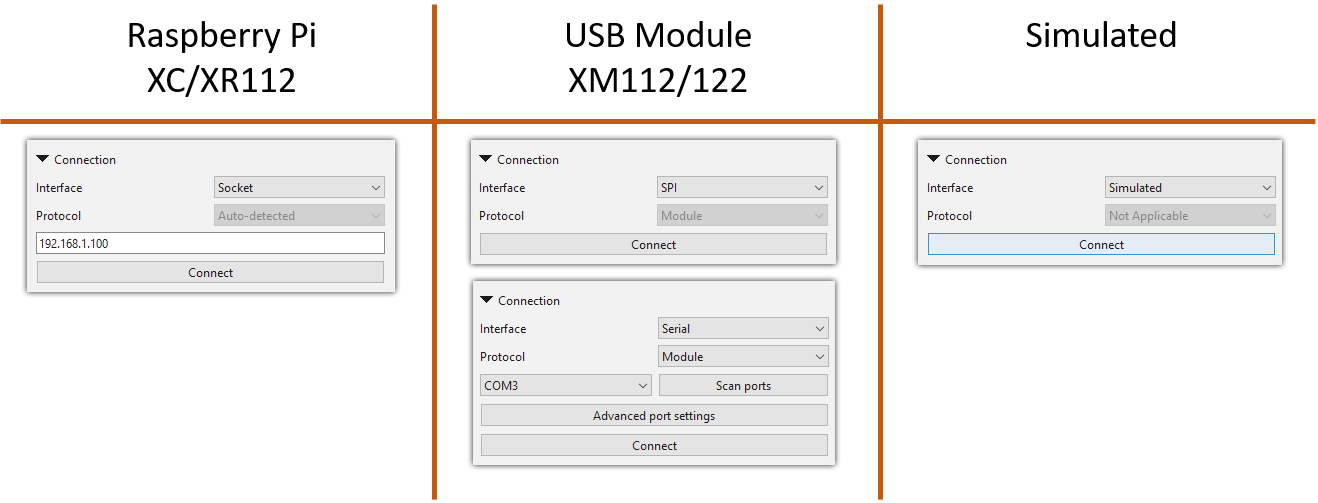 Raspberry Pi
XC/XR112
Connection
Interface Socket
Protocol Auto-detected
192.168.1.100
Connect
USB Module
XM112/122
Connection
Interface SPI
Protocol Module
Connect
Connection
Interface Serial
Protocol Module
COM3 Scan ports
Advanced port settings
Connect
Simulated
Connection
Interface Simulated
Protocol Not Applicable
Connect